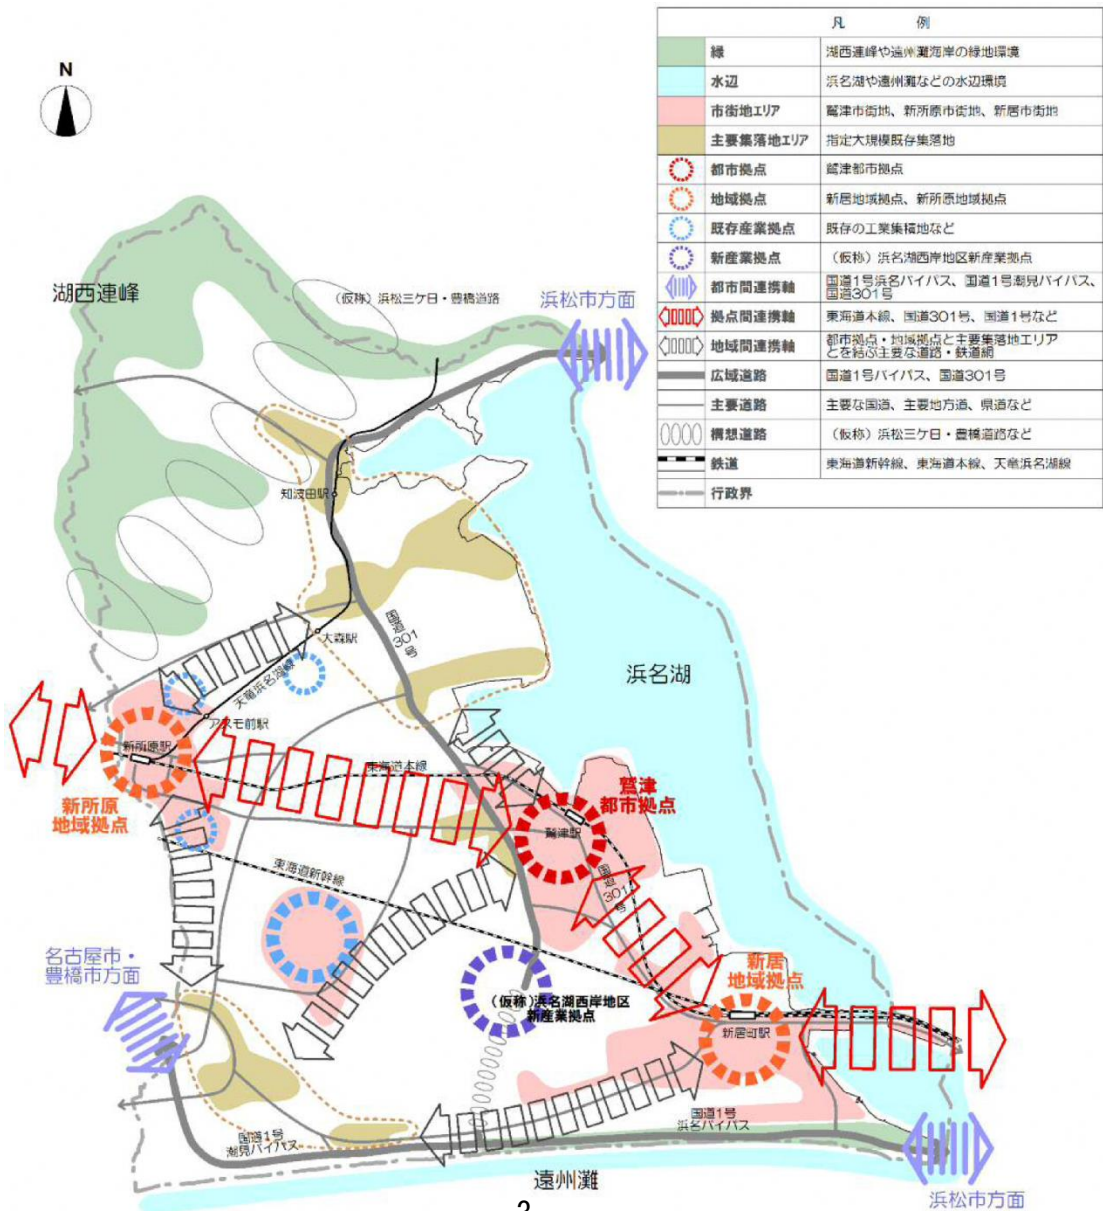 凡 例
緑 湖西連峰や遠州灘海岸の緑地環境
水辺 浜名湖や遠州灘などの水辺環境
市街地エリア 鷲津市街地、新所原市街地、新居市街地
主要集落地エリア 指定大規模既存集落地
都市拠点 鷲津都市拠点
地域拠点 新居地域拠点、新所原地域拠点
既存産業拠点 既存の工業集積地など
新産業拠点 （仮称）浜名湖西岸地区新産業拠点
都市間連携軸 国道1号浜名バイパス、国道1号潮見バイパス、
国道301号
拠点間連携軸 東海道本線、国道301号、国道1号など
地域間連携軸 都市拠点・地域拠点と主要集落地エリア
とを結ぶ主要な道路・鉄道網
広域道路 国道1号バイパス、国道301号
主要道路 主要な国道、主要地方道、県道など
構想道路 （仮称）浜松三ケ日・豊橋道路など
鉄道 東海道新幹線、東海道本線、天竜浜名湖線
行政界
N
湖西連峰
（仮称）浜松三ケ日・豊橋道路
浜松市方面
知波田駅
国道301号
大森駅
天竜浜名湖線
浜名湖
アスモ前駅
新所原駅
東海道本線
新所原
地域拠点
鷲津
都市拠点
鷲津駅
国道301号
東海道新幹線
名古屋市・
豊橋市方面
新居
地域拠点
（仮称）浜名湖西岸地区
新産業拠点
新居町駅
国道1号
浜名バイパス
国道1号
潮見バイパス
遠州灘
浜松市方面